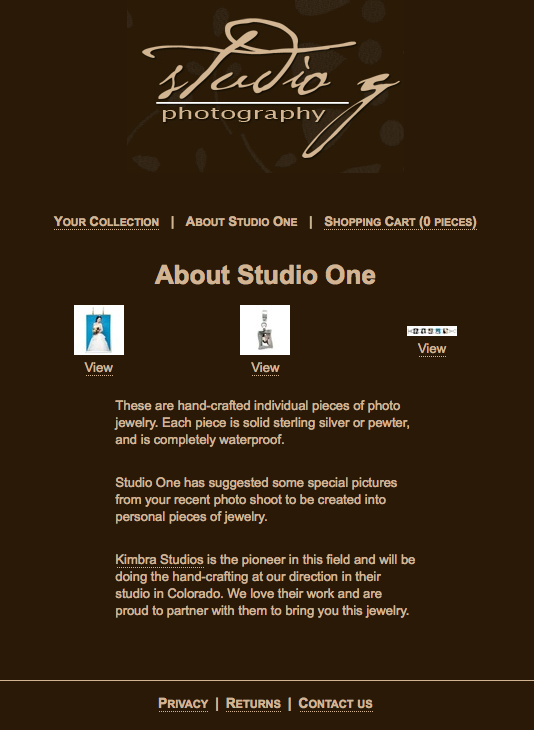 studio g
photography
YOUR COLLECTION | ABOUT STUDIO ONE | SHOPPING CART (0 PIECES)
About Studio One
View View View
These are hand-crafted individual pieces of photo
jewelry. Each piece is solid sterling silver or pewter,
and is completely waterproof.
Studio One has suggested some special pictures
from your recent photo shoot to be created into
personal pieces of jewelry.
Kimbra Studios is the pioneer in this field and will be
doing the hand-crafting at our direction in their
studio in Colorado. We love their work and are
proud to partner with them to bring you this jewelry.
PRIVACY | RETURNS | CONTACT US